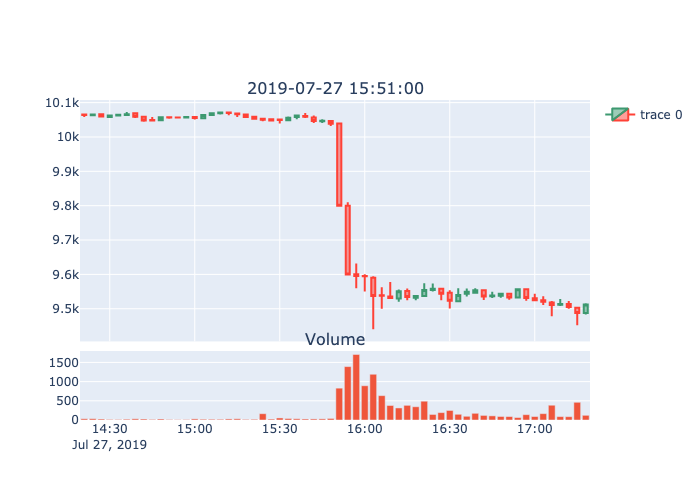 2019-07-27 15:51:00
10.1k
10k
9.9k
9.8k
9.7k
9.6k
9.5k
trace 0
Volume
1500
1000
500
0
14:30 15:00 15:30 16:00 16:30 17:00
Jul 27, 2019